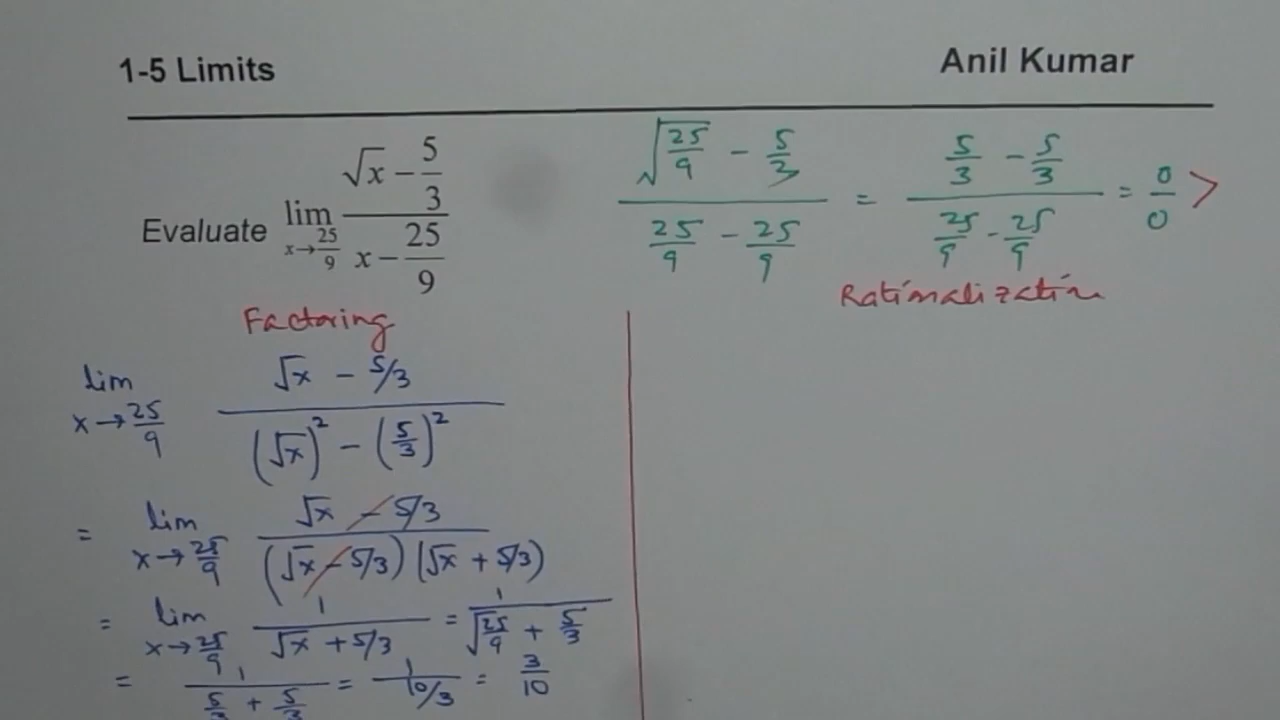 1-5 Limits Anil Kumar
Evaluate lim x→25/9 (√x − 5/3)/(x − 25/9)
(√(25/9) − 5/3)/(25/9 − 25/9) = (5/3 − 5/3)/(25/9 − 25/9) = 0/0 >
Factoring
lim x→25/9 (√x − 5/3)/((√x)² − (5/3)²)
= lim x→25/9 (√x − 5/3)/((√x − 5/3)(√x + 5/3))
= lim x→25/9 1/(√x + 5/3) = 1/(√(25/9) + 5/3)
= 1/(5/3 + 5/3) = 1/(10/3) = 3/10
Rationalization